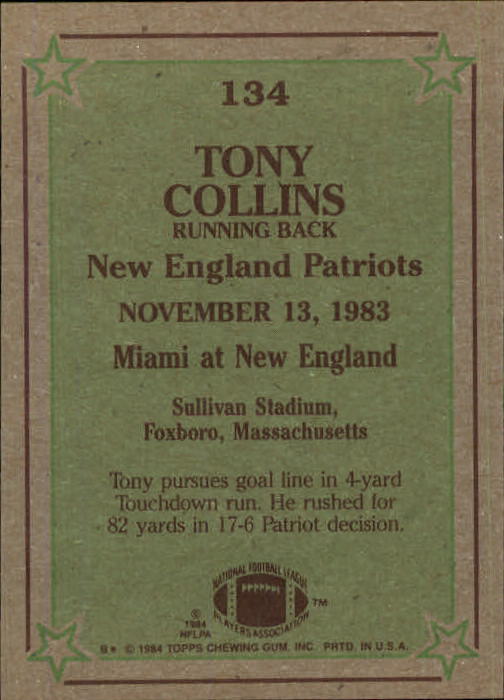 134
TONY
COLLINS
RUNNING BACK
New England Patriots
NOVEMBER 13, 1983
Miami at New England
Sullivan Stadium,
Foxboro, Massachusetts
Tony pursues goal line in 4-yard
Touchdown run. He rushed for
82 yards in 17-6 Patriot decision.
NATIONAL FOOTBALL LEAGUE
PLAYERS ASSOCIATION
TM
©
1984
NFLPA
B* © 1984 TOPPS CHEWING GUM, INC. PRTD. IN U.S.A.